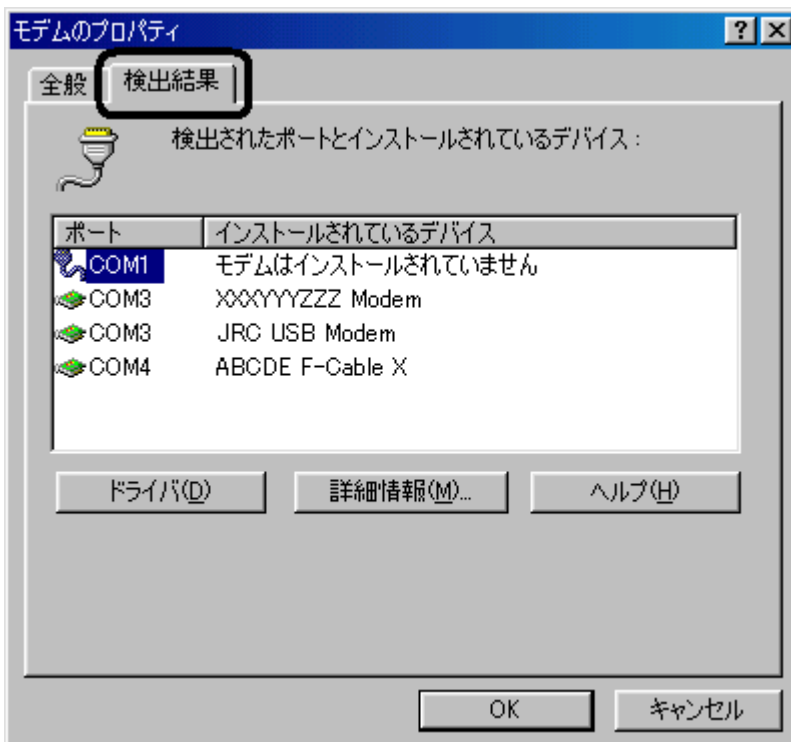 モデムのプロパティ
全般 検出結果
検出されたポートとインストールされているデバイス：
ポート インストールされているデバイス
COM1 モデムはインストールされていません
COM3 XXXYYYZZZ Modem
COM3 JRC USB Modem
COM4 ABCDE F-Cable X
ドライバ(D) 詳細情報(M)... ヘルプ(H)
OK キャンセル